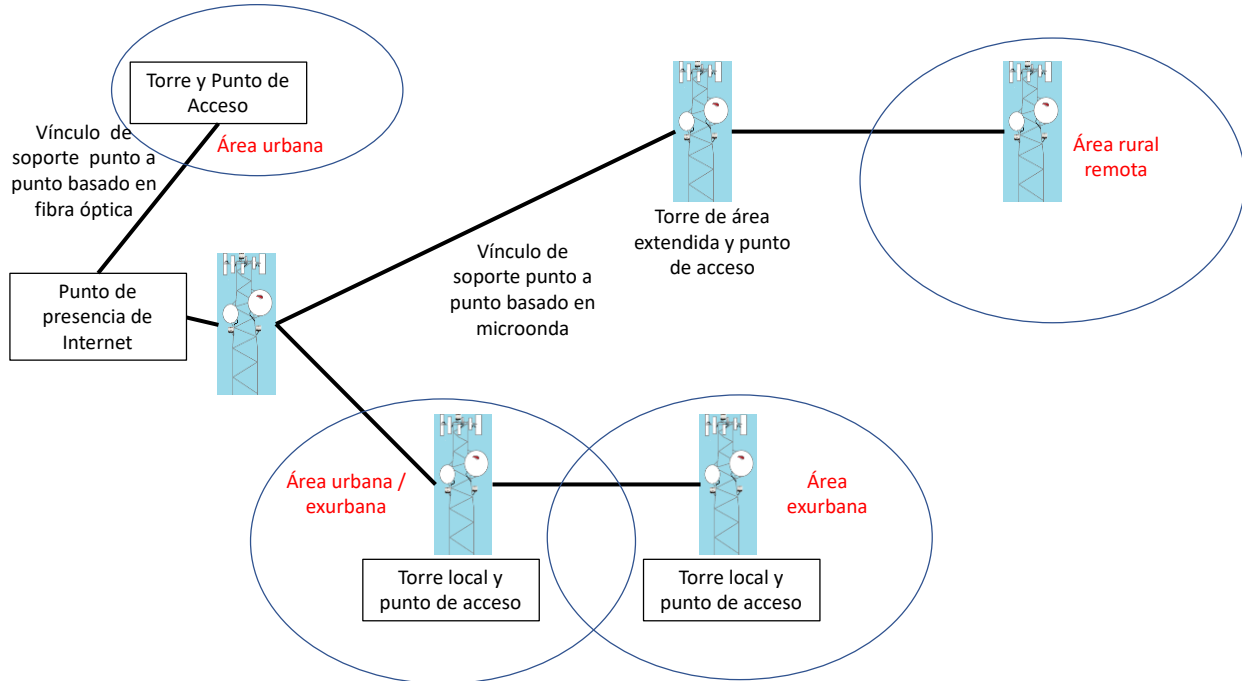 Torre y Punto de
Acceso
Área urbana
Vínculo de
soporte punto a
punto basado en
fibra óptica
Punto de
presencia de
Internet
Vínculo de
soporte punto a
punto basado en
microonda
Torre de área
extendida y punto
de acceso
Área rural
remota
Área urbana /
exurbana
Torre local y
punto de acceso
Área
exurbana
Torre local y
punto de acceso